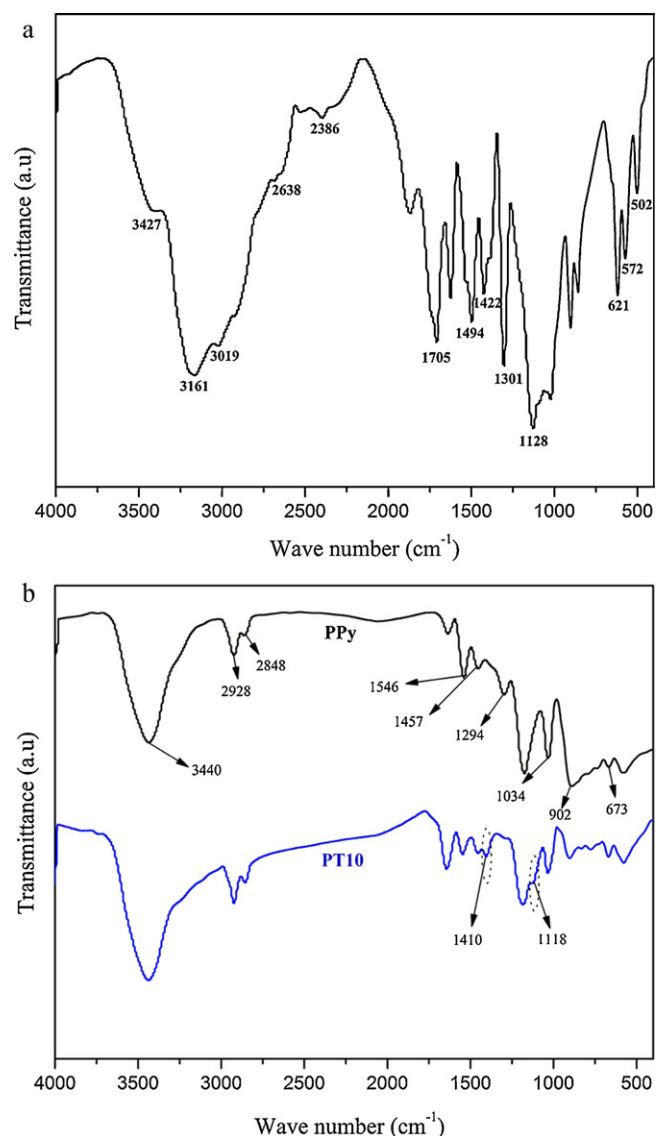 a
Transmittance (a.u)
3427
3161
3019
2638
2386
1705
1494
1422
1301
1128
621
572
502
4000 3500 3000 2500 2000 1500 1000 500
Wave number (cm⁻¹)
b
Transmittance (a.u)
PPy
3440
2928
2848
1546
1457
1294
1034
902
673
PT10
1410
1118
4000 3500 3000 2500 2000 1500 1000 500
Wave number (cm⁻¹)